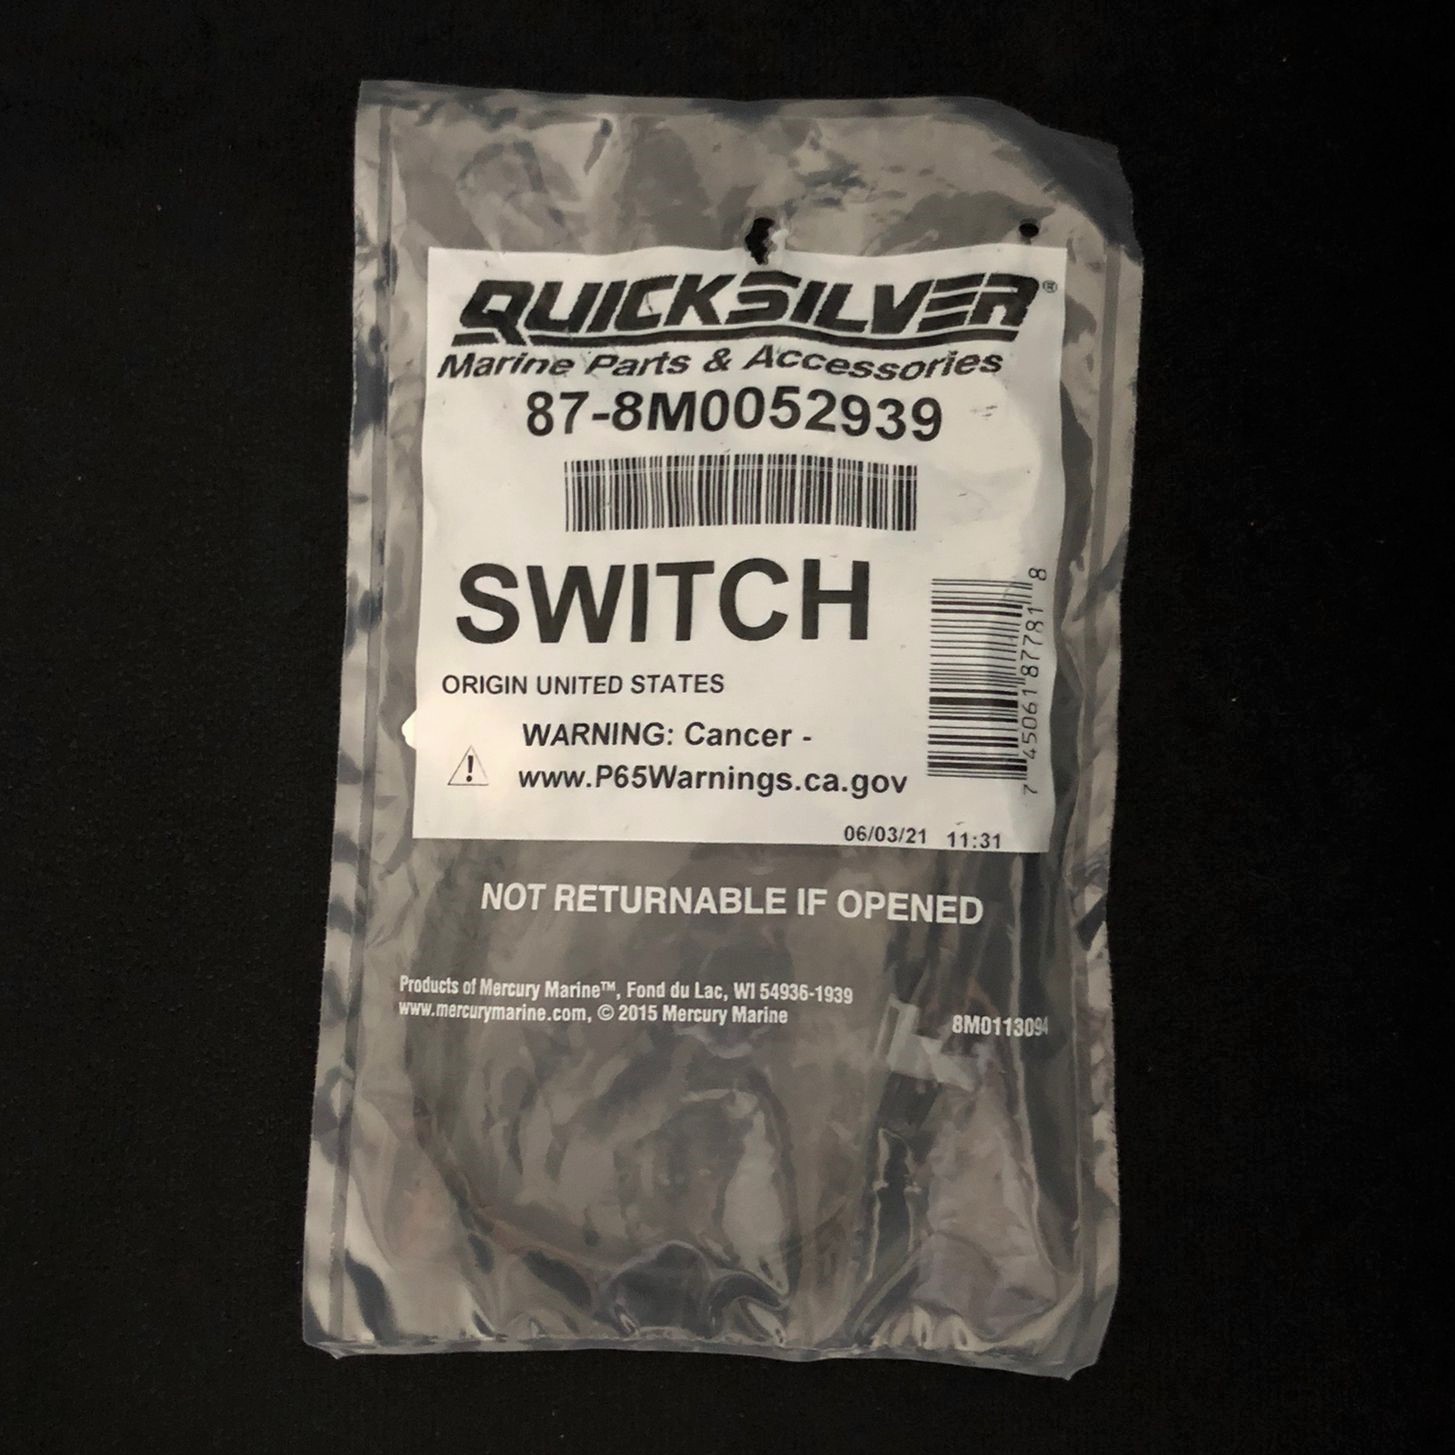 QUICKSILVER®
Marine Parts & Accessories
87-8M0052939
SWITCH
ORIGIN UNITED STATES
WARNING: Cancer -
www.P65Warnings.ca.gov
7 45061 87781 8
06/03/21 11:31
NOT RETURNABLE IF OPENED
Products of Mercury Marine™, Fond du Lac, WI 54936-1939
www.mercurymarine.com, © 2015 Mercury Marine
8M0113094